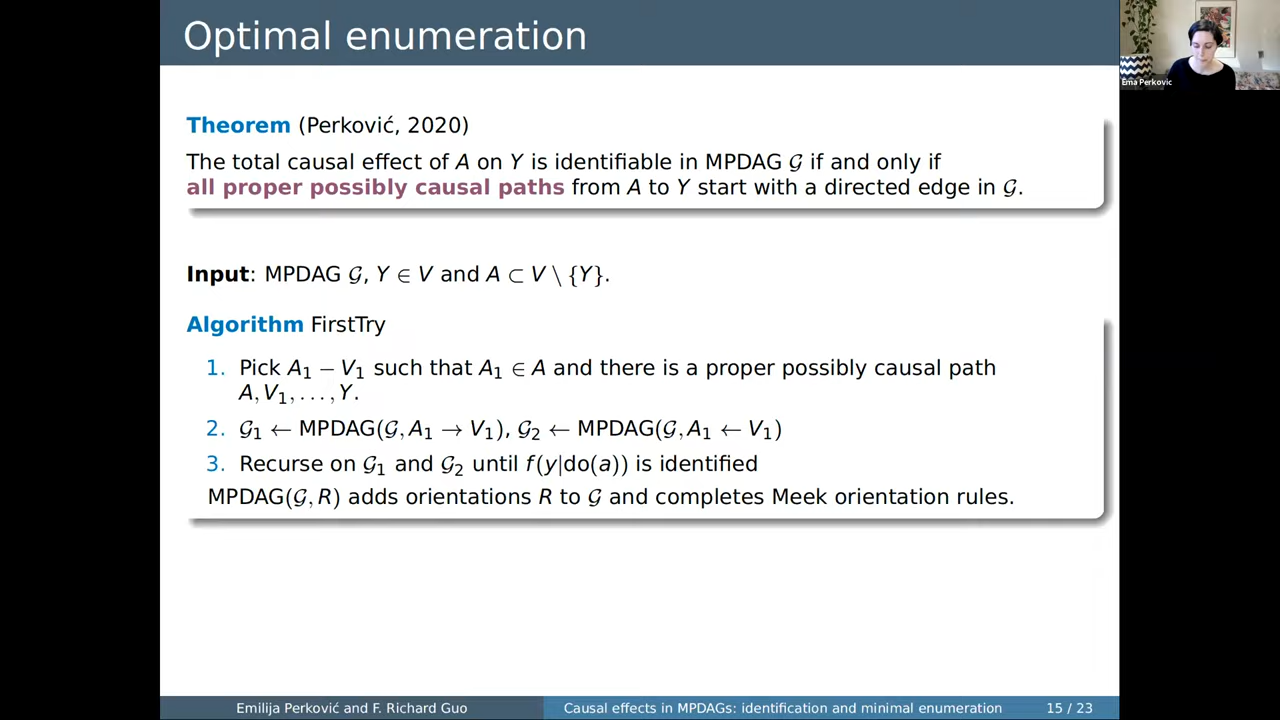 Optimal enumeration
Ema Perkovic
Theorem (Perković, 2020)
The total causal effect of A on Y is identifiable in MPDAG 𝒢 if and only if
all proper possibly causal paths from A to Y start with a directed edge in 𝒢.
Input: MPDAG 𝒢, Y ∈ V and A ⊂ V \ {Y}.
Algorithm FirstTry
1. Pick A₁ − V₁ such that A₁ ∈ A and there is a proper possibly causal path
A, V₁, . . . , Y.
2. 𝒢₁ ← MPDAG(𝒢, A₁ → V₁), 𝒢₂ ← MPDAG(𝒢, A₁ ← V₁)
3. Recurse on 𝒢₁ and 𝒢₂ until f(y|do(a)) is identified
MPDAG(𝒢, R) adds orientations R to 𝒢 and completes Meek orientation rules.
Emilija Perković and F. Richard Guo
Causal effects in MPDAGs: identification and minimal enumeration
15 / 23